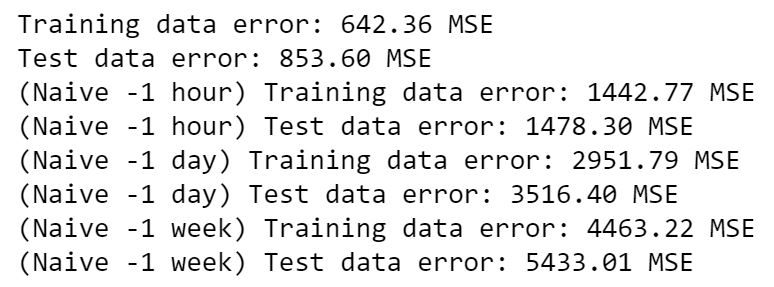 Training data error: 642.36 MSE
Test data error: 853.60 MSE
(Naive -1 hour) Training data error: 1442.77 MSE
(Naive -1 hour) Test data error: 1478.30 MSE
(Naive -1 day) Training data error: 2951.79 MSE
(Naive -1 day) Test data error: 3516.40 MSE
(Naive -1 week) Training data error: 4463.22 MSE
(Naive -1 week) Test data error: 5433.01 MSE